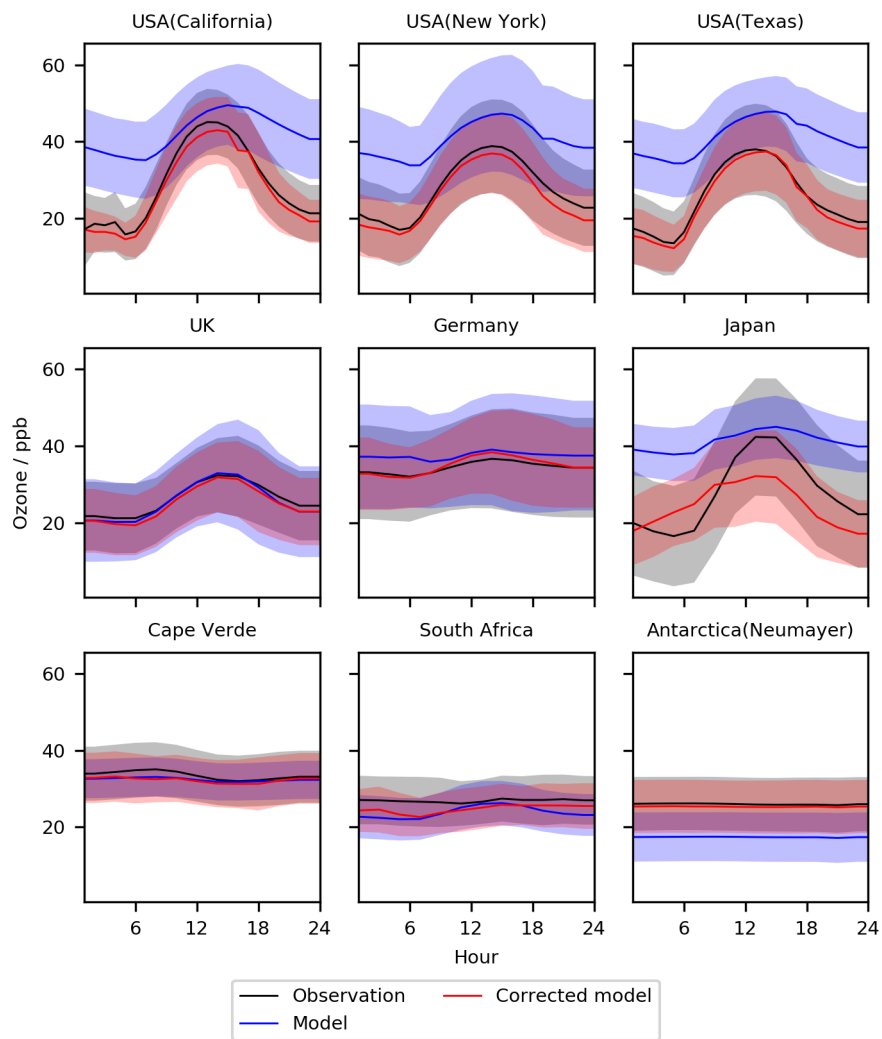 USA(California) USA(New York) USA(Texas)
60
40
20
UK Germany Japan
60
40
20
Ozone / ppb
Cape Verde South Africa Antarctica(Neumayer)
60
40
20
6 12 18 24 6 12 18 24 6 12 18 24
Hour
Observation Corrected model
Model